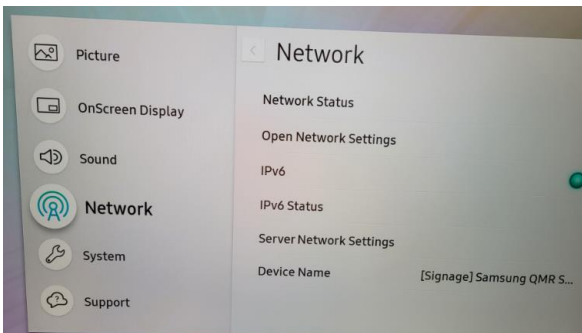 Picture
OnScreen Display
Sound
Network
System
Support
Network
Network Status
Open Network Settings
IPv6
IPv6 Status
Server Network Settings
Device Name [Signage] Samsung QMR S...